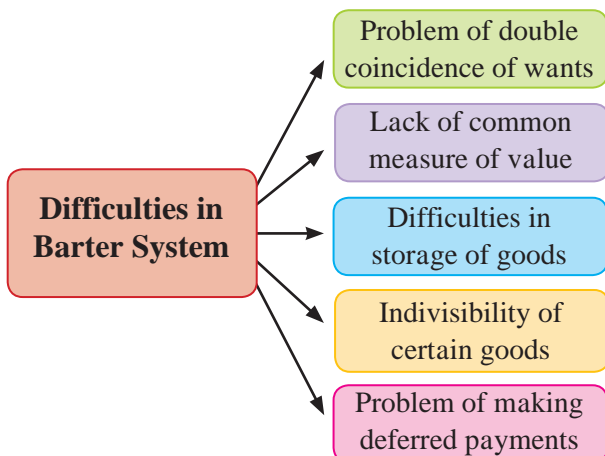 Difficulties in
Barter System
Problem of double
coincidence of wants
Lack of common
measure of value
Difficulties in
storage of goods
Indivisibility of
certain goods
Problem of making
deferred payments